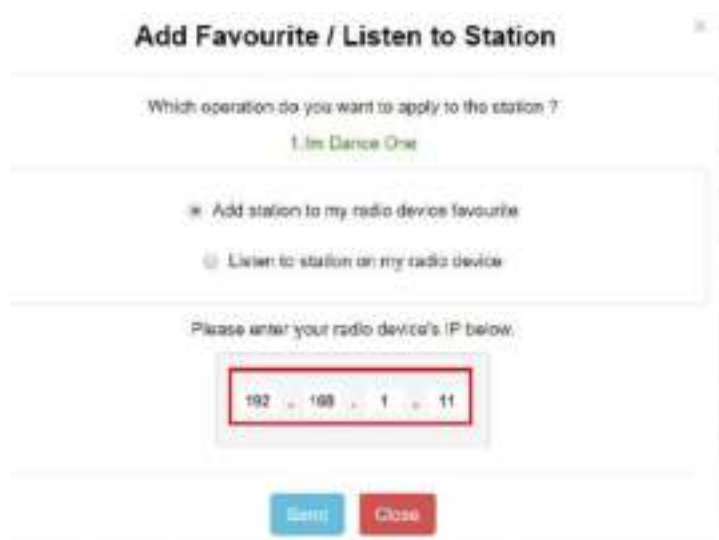 Add Favourite / Listen to Station
×
Which operation do you want to apply to the station ?
1.fm Dance One
Add station to my radio device favourite
Listen to station on my radio device
Please enter your radio device's IP below.
192 . 168 . 1 . 11
Send Close